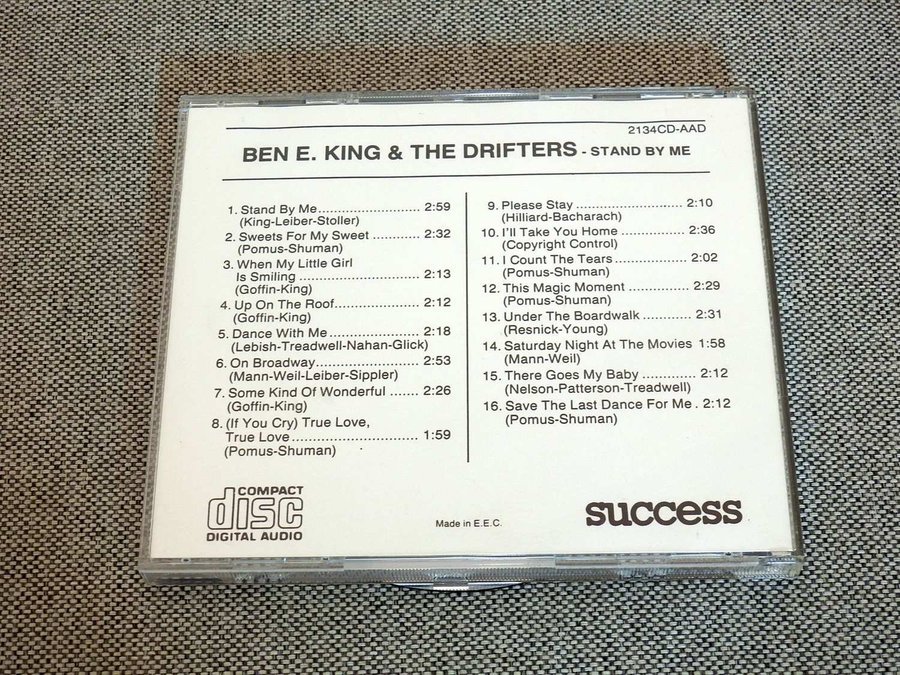 2134CD-AAD
BEN E. KING & THE DRIFTERS - STAND BY ME
1. Stand By Me........................ 2:59
(King-Leiber-Stoller)
2. Sweets For My Sweet ........... 2:32
(Pomus-Shuman)
3. When My Little Girl
Is Smiling ............................ 2:13
(Goffin-King)
4. Up On The Roof.................... 2:12
(Goffin-King)
5. Dance With Me...................... 2:18
(Lebish-Treadwell-Nahan-Glick)
6. On Broadway........................ 2:53
(Mann-Weil-Leiber-Sippler)
7. Some Kind Of Wonderful ....... 2:26
(Goffin-King)
8. (If You Cry) True Love,
True Love.............................. 1:59
(Pomus-Shuman)
9. Please Stay .......................... 2:10
(Hilliard-Bacharach)
10. I'll Take You Home ............... 2:36
(Copyright Control)
11. I Count The Tears ................. 2:02
(Pomus-Shuman)
12. This Magic Moment .............. 2:29
(Pomus-Shuman)
13. Under The Boardwalk ............ 2:31
(Resnick-Young)
14. Saturday Night At The Movies 1:58
(Mann-Weil)
15. There Goes My Baby ............ 2:12
(Nelson-Patterson-Treadwell)
16. Save The Last Dance For Me . 2:12
(Pomus-Shuman)
COMPACT
disc
DIGITAL AUDIO
Made in E.E.C.
success